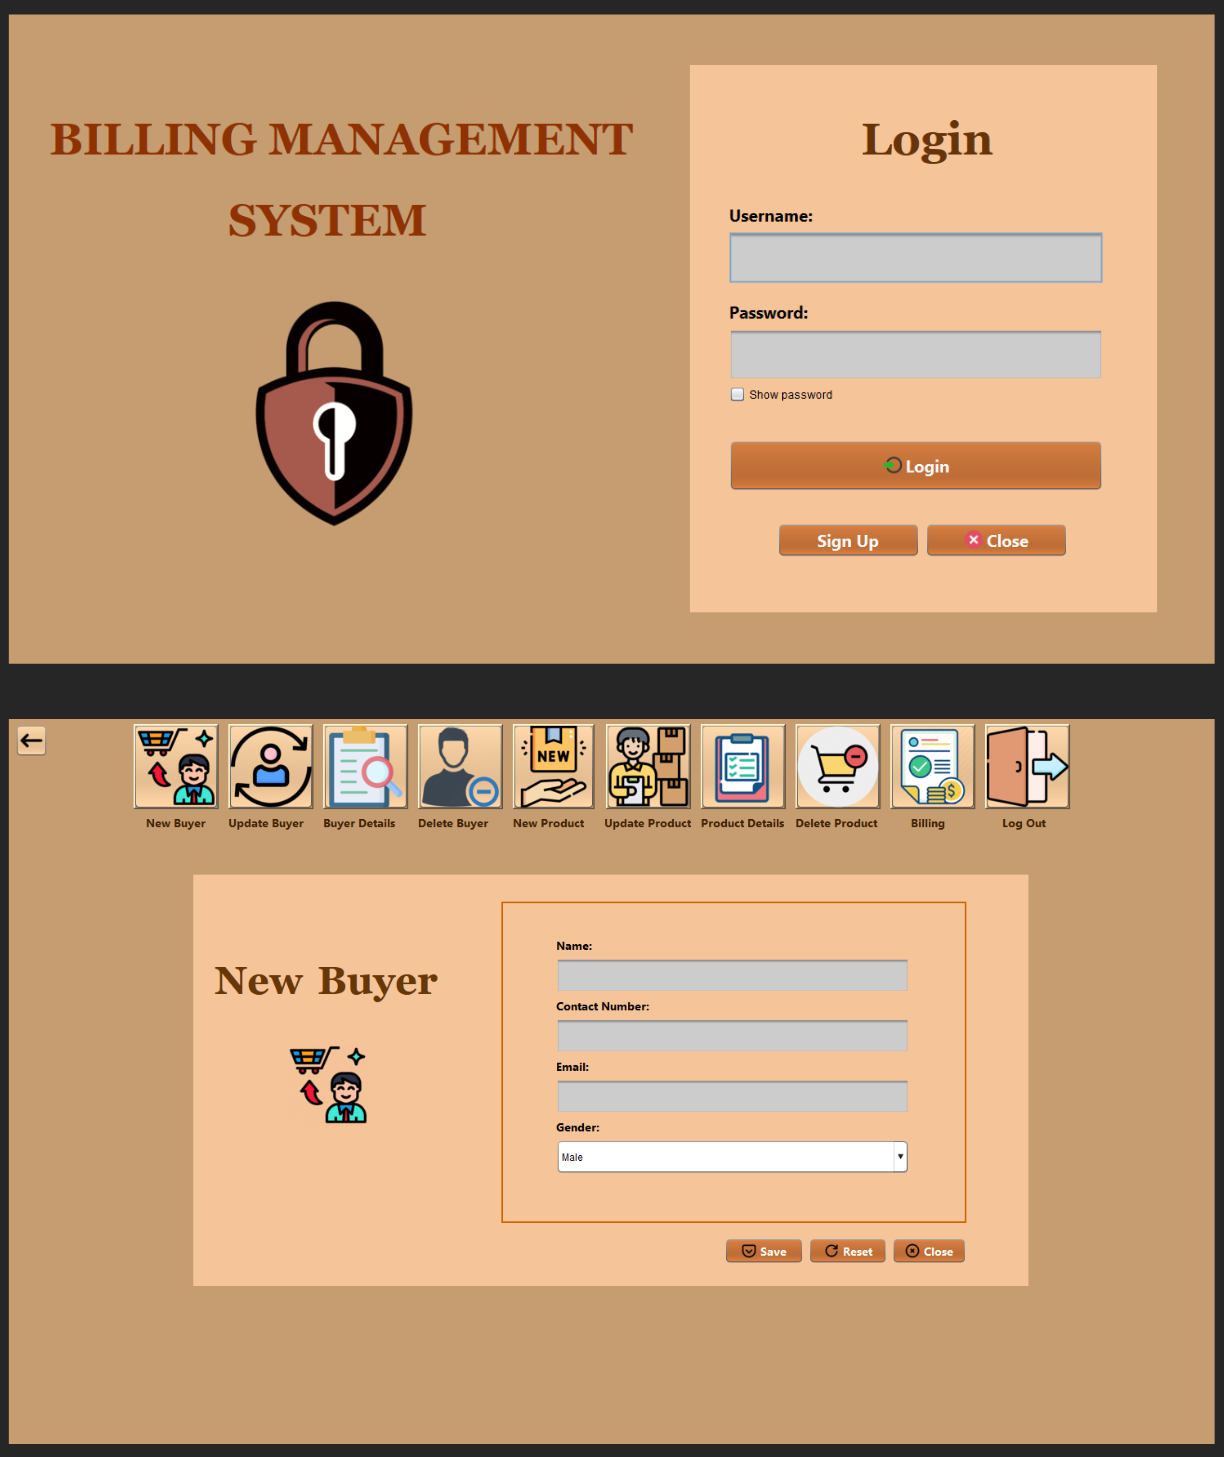 BILLING MANAGEMENT
SYSTEM
Login
Username:
Password:
Show password
Login
Sign Up
Close
NEW
$
New Buyer
Update Buyer
Buyer Details
Delete Buyer
New Product
Update Product
Product Details
Delete Product
Billing
Log Out
New Buyer
Name:
Contact Number:
Email:
Gender:
Male
Save
Reset
Close